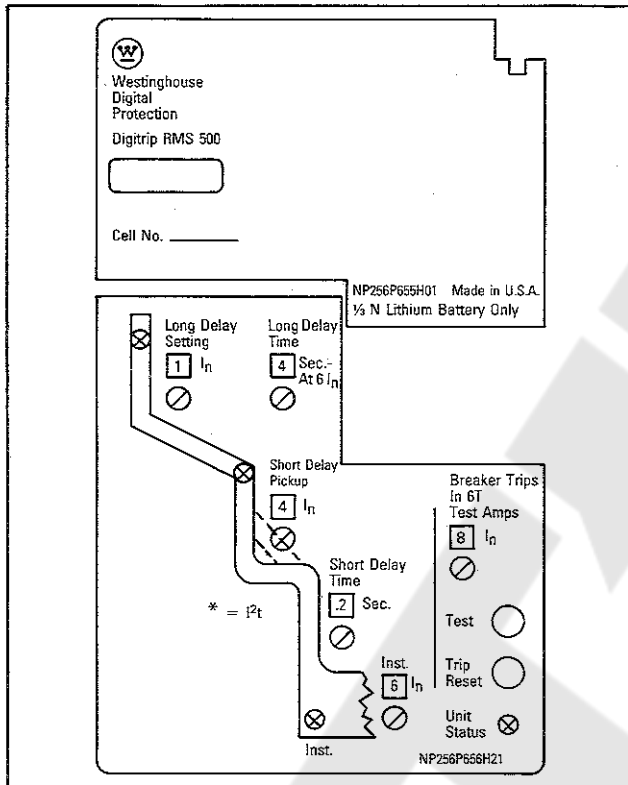 W
Westinghouse
Digital
Protection
Digitrip RMS 500
Cell No.
NP256P655H01 Made in U.S.A.
⅓ N Lithium Battery Only
Long Delay
Setting
1 In
Long Delay
Time
4 Sec.-
At 6 In
Short Delay
Pickup
4 In
Breaker Trips
In 6T
Test Amps
8 In
Short Delay
Time
.2 Sec.
* = I²t
Test
Inst.
6 In
Trip
Reset
Unit
Status
Inst.
NP256P656H21